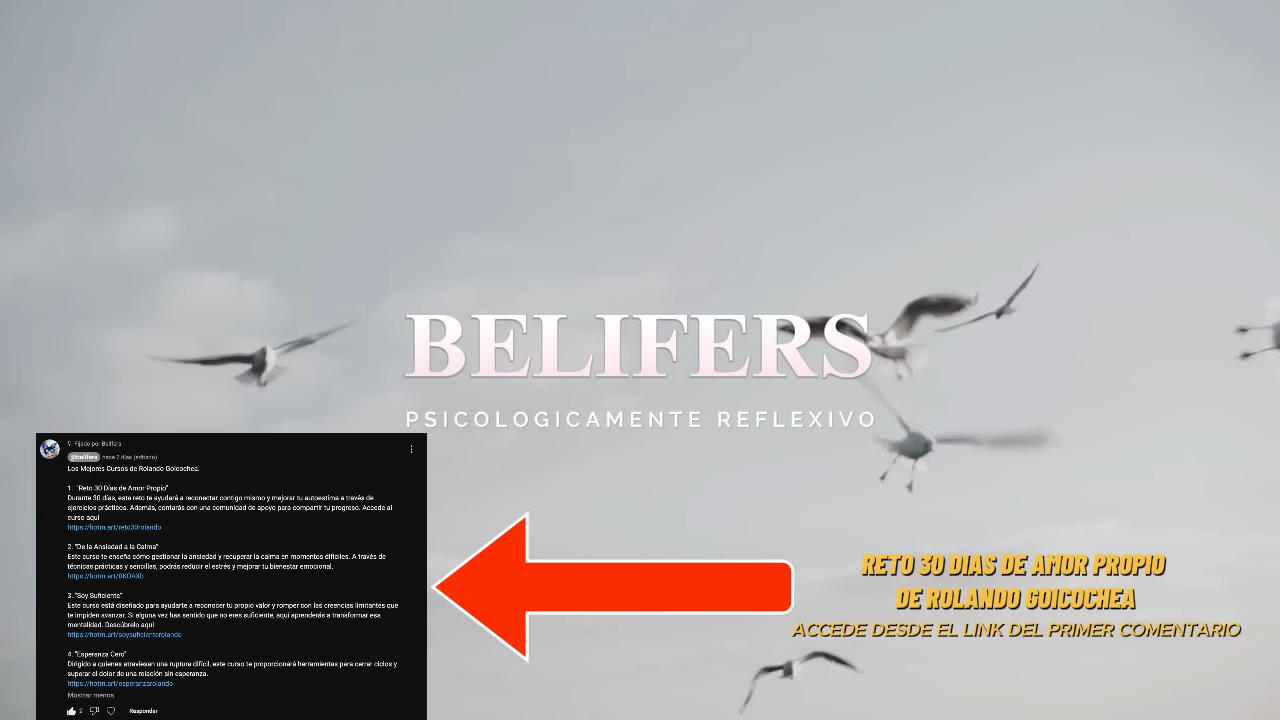 BELIFERS
PSICOLOGICAMENTE REFLEXIVO
Fijado por Belifers
@belifers hace 2 días (editado)
Los Mejores Cursos de Rolando Goicochea.
1. "Reto 30 Días de Amor Propio"
Durante 30 días, este reto te ayudará a reconectar contigo mismo y mejorar tu autoestima a través de
ejercicios prácticos. Además, contarás con una comunidad de apoyo para compartir tu progreso. Accede al
curso aquí
https://hotm.art/reto30rolando
2. "De la Ansiedad a la Calma"
Este curso te enseña cómo gestionar la ansiedad y recuperar la calma en momentos difíciles. A través de
técnicas prácticas y sencillas, podrás reducir el estrés y mejorar tu bienestar emocional.
https://hotm.art/0KOAXb
3. "Soy Suficiente"
Este curso está diseñado para ayudarte a reconocer tu propio valor y romper con las creencias limitantes que
te impiden avanzar. Si alguna vez has sentido que no eres suficiente, aquí aprenderás a transformar esa
mentalidad. Descúbrelo aquí
https://hotm.art/soysuficienterolando
4. "Esperanza Cero"
Dirigido a quienes atraviesan una ruptura difícil, este curso te proporcionará herramientas para cerrar ciclos y
superar el dolor de una relación sin esperanza.
https://hotm.art/esperanzarolando
Mostrar menos
2 Responder
RETO 30 DIAS DE AMOR PROPIO
DE ROLANDO GOICOCHEA
ACCEDE DESDE EL LINK DEL PRIMER COMENTARIO